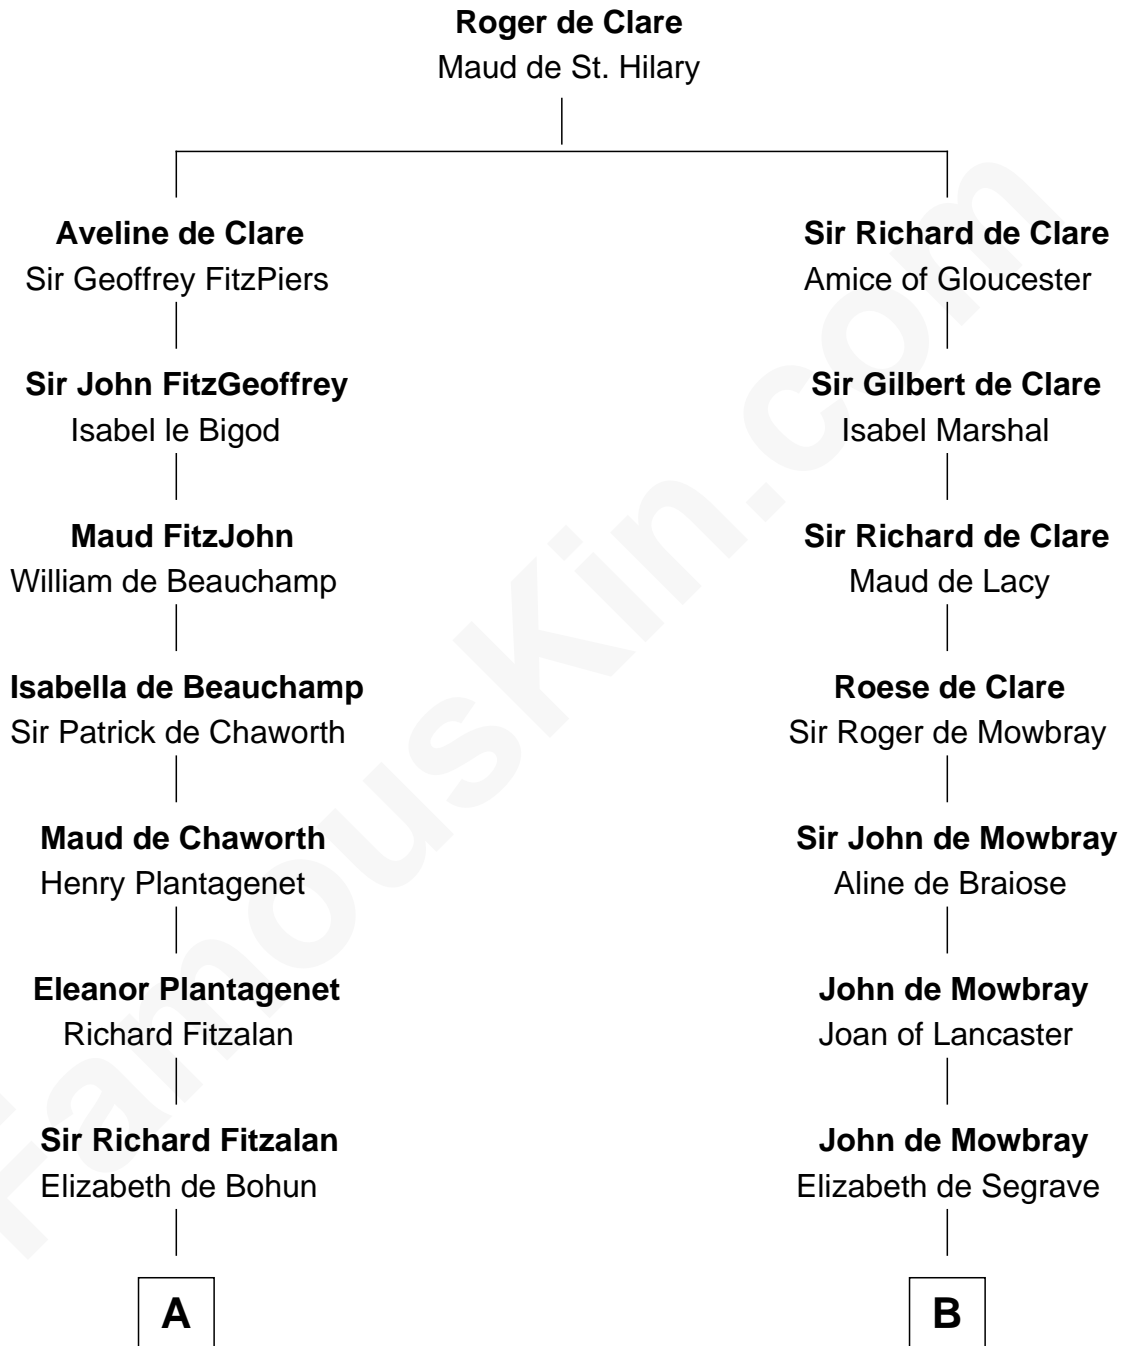 Roger de Clare
Maud de St. Hilary
Aveline de Clare
Sir Geoffrey FitzPiers
Sir Richard de Clare
Amice of Gloucester
Sir John FitzGeoffrey
Isabel le Bigod
Sir Gilbert de Clare
Isabel Marshal
Maud FitzJohn
William de Beauchamp
Sir Richard de Clare
Maud de Lacy
Isabella de Beauchamp
Sir Patrick de Chaworth
Roese de Clare
Sir Roger de Mowbray
Maud de Chaworth
Henry Plantagenet
Sir John de Mowbray
Aline de Braiose
Eleanor Plantagenet
Richard Fitzalan
John de Mowbray
Joan of Lancaster
Sir Richard Fitzalan
Elizabeth de Bohun
John de Mowbray
Elizabeth de Segrave
A
B
FamousKin.com